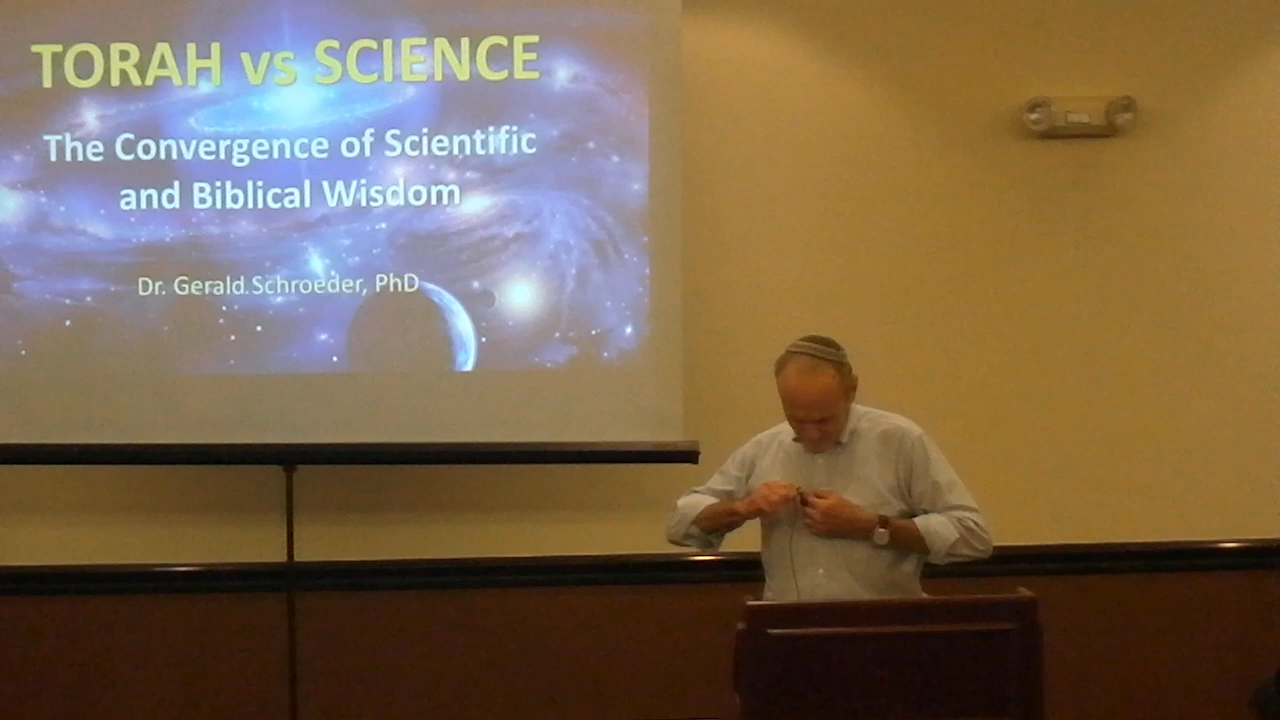 TORAH vs SCIENCE
The Convergence of Scientific
and Biblical Wisdom
Dr. Gerald Schroeder, PhD